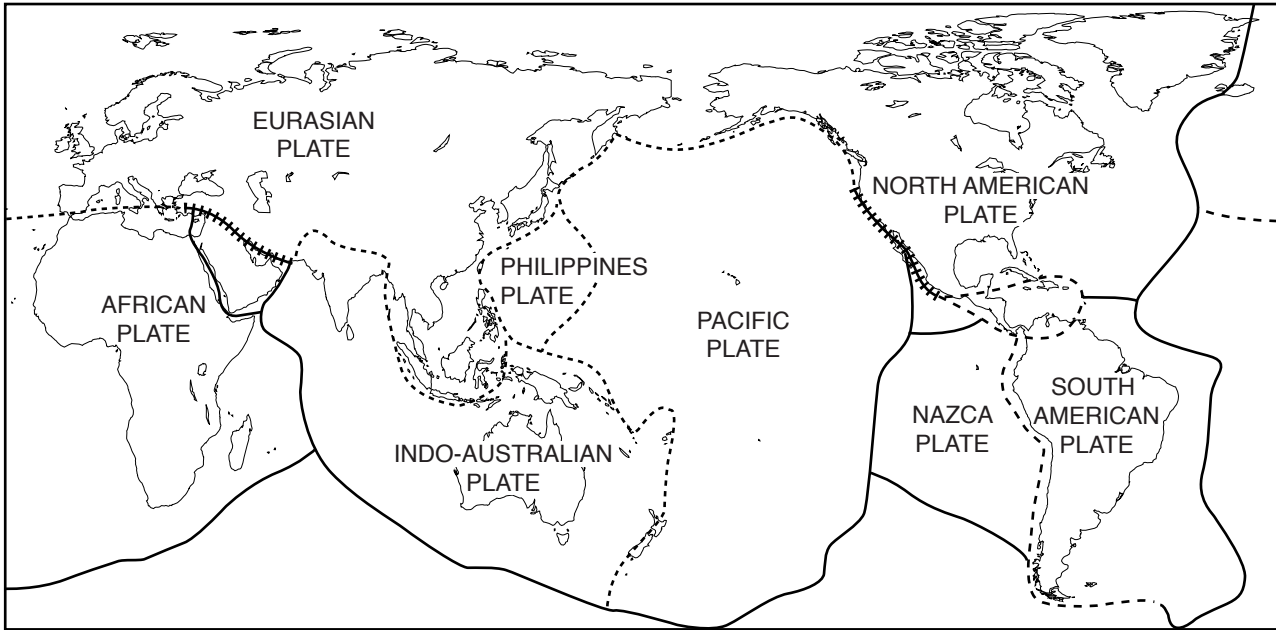 EURASIAN
PLATE
NORTH AMERICAN
PLATE
PHILIPPINES
PLATE
AFRICAN
PLATE
PACIFIC
PLATE
SOUTH
AMERICAN
PLATE
NAZCA
PLATE
INDO-AUSTRALIAN
PLATE